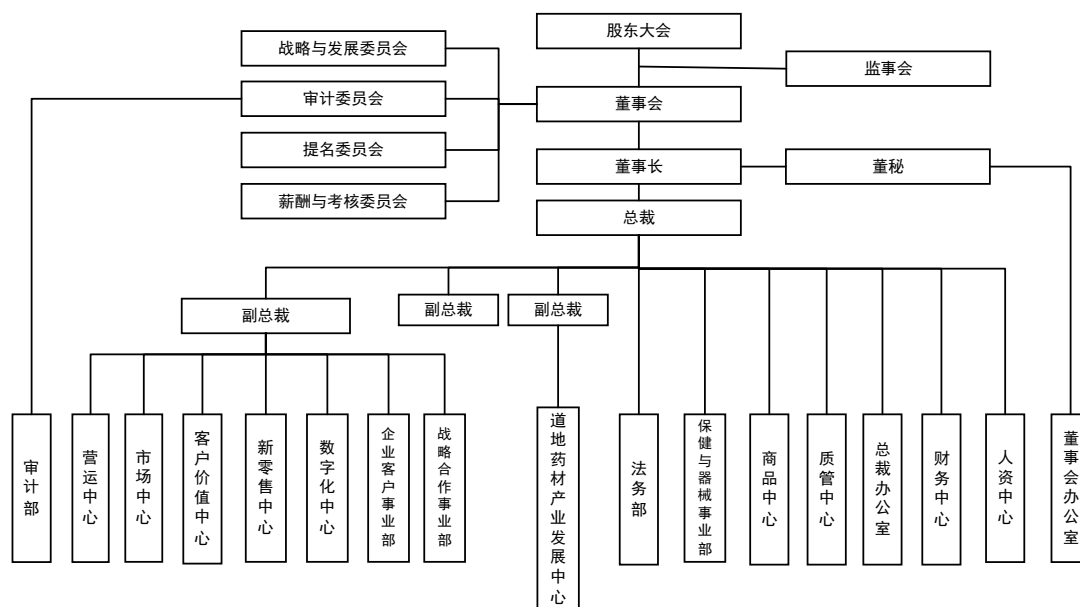 股东大会
战略与发展委员会
监事会
审计委员会
董事会
提名委员会
董事长
董秘
薪酬与考核委员会
总裁
副总裁
副总裁
副总裁
审计部
营运中心
市场中心
客户价值中心
新零售中心
数字化中心
企业客户事业部
战略合作事业部
道地药材产业发展中心
法务部
保健与器械事业部
商品中心
质管中心
总裁办公室
财务中心
人资中心
董事会办公室